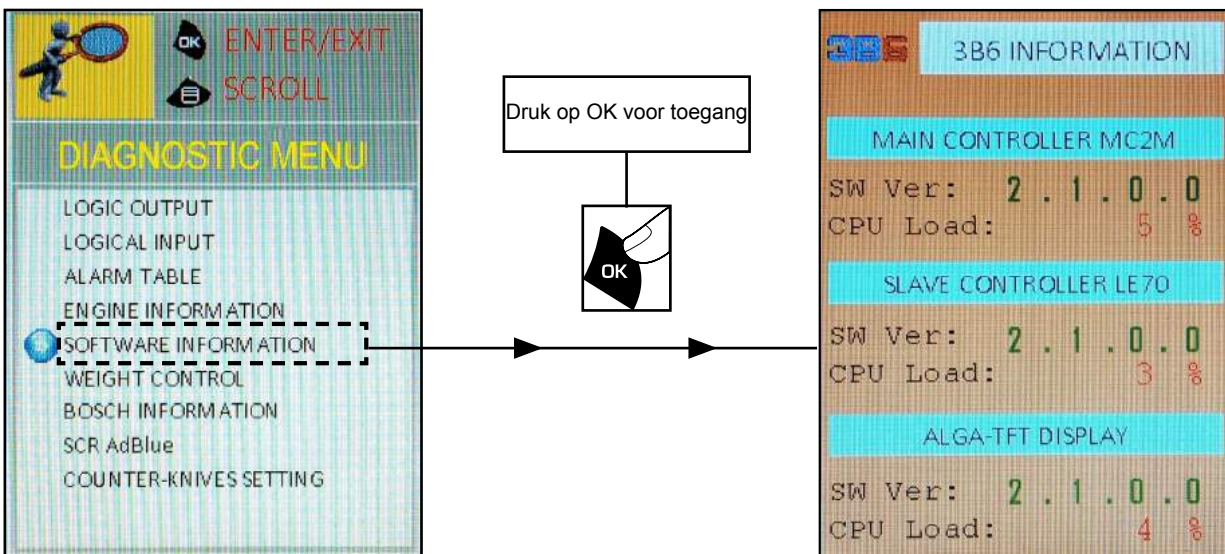 OK ENTER/EXIT
SCROLL
DIAGNOSTIC MENU
LOGIC OUTPUT
LOGICAL INPUT
ALARM TABLE
ENGINE INFORMATION
SOFTWARE INFORMATION
WEIGHT CONTROL
BOSCH INFORMATION
SCR AdBlue
COUNTER-KNIVES SETTING
Druk op OK voor toegang
OK
3B6 3B6 INFORMATION
MAIN CONTROLLER MC2M
SW Ver: 2.1.0.0
CPU Load: 5 %
SLAVE CONTROLLER LE70
SW Ver: 2.1.0.0
CPU Load: 3 %
ALGA-TFT DISPLAY
SW Ver: 2.1.0.0
CPU Load: 4 %